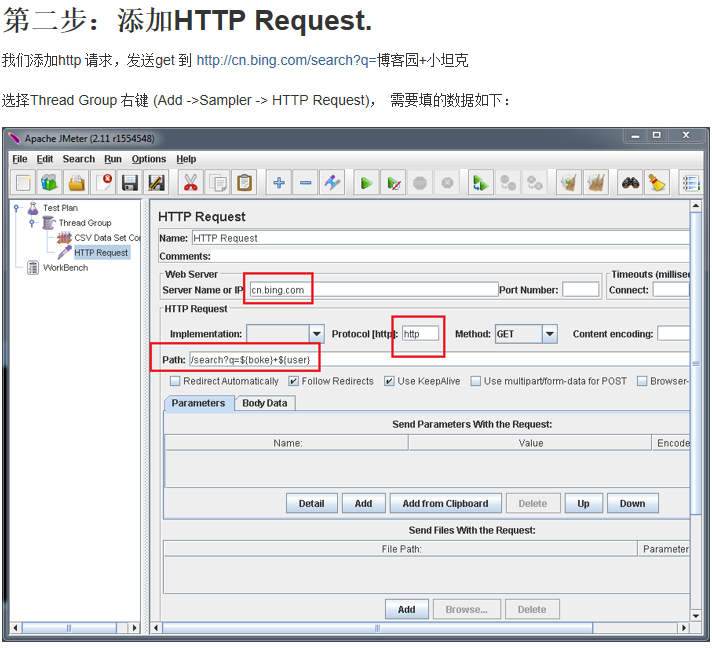 第二步：添加HTTP Request.
我们添加http 请求，发送get 到 http://cn.bing.com/search?q=博客园+小坦克
选择Thread Group 右键 (Add ->Sampler -> HTTP Request)， 需要填的数据如下：
Apache JMeter (2.11 r1554548)
File Edit Search Run Options Help
Test Plan
Thread Group
CSV Data Set Co
HTTP Request
WorkBench
HTTP Request
Name: HTTP Request
Comments:
Web Server
Timeouts (millise
Server Name or IP cn.bing.com Port Number: Connect:
HTTP Request
Implementation: Protocol [http]: http Method: GET Content encoding:
Path: /search?q=${boke}+${user}
Redirect Automatically Follow Redirects Use KeepAlive Use multipart/form-data for POST Browser-
Parameters Body Data
Send Parameters With the Request:
Name: Value Encode
Detail Add Add from Clipboard Delete Up Down
Send Files With the Request:
File Path: Parameter
Add Browse... Delete